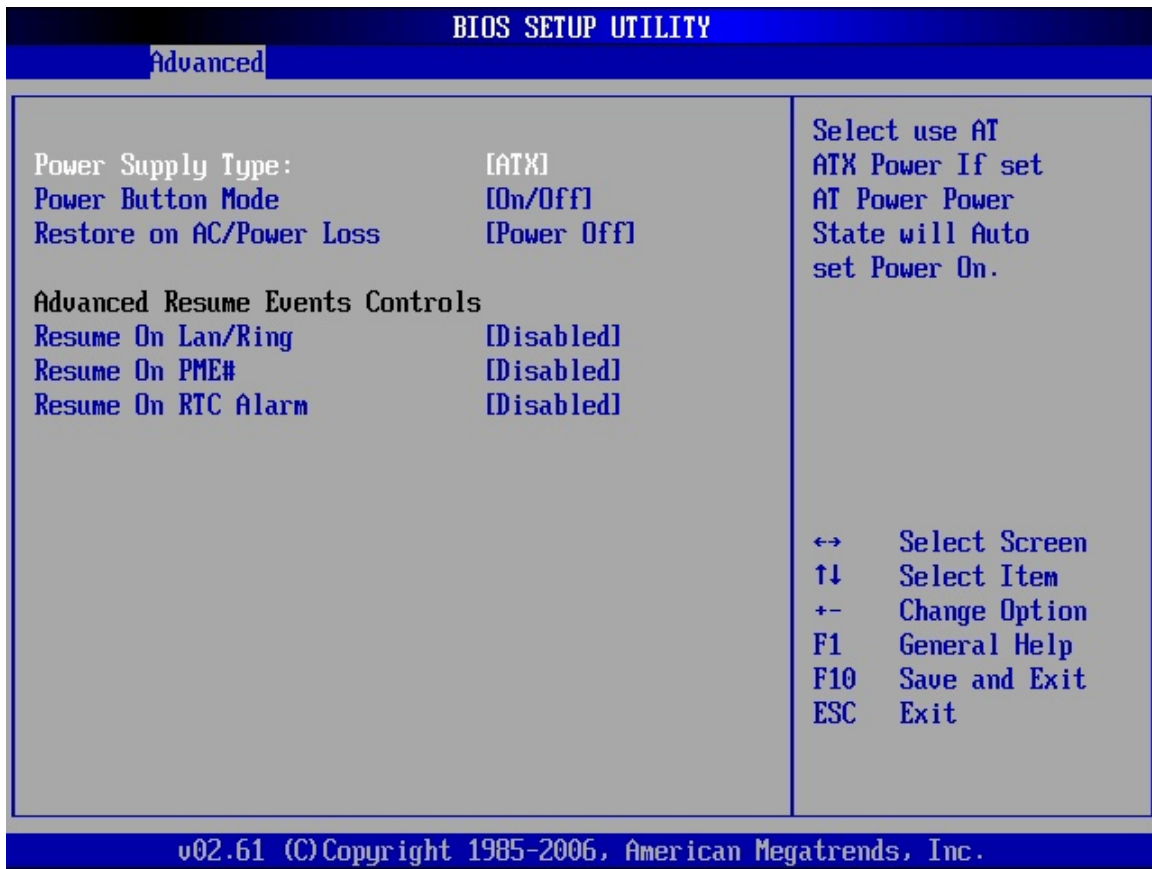 BIOS SETUP UTILITY
Advanced
Power Supply Type: [ATX]
Power Button Mode [On/Off]
Restore on AC/Power Loss [Power Off]
Advanced Resume Events Controls
Resume On Lan/Ring [Disabled]
Resume On PME# [Disabled]
Resume On RTC Alarm [Disabled]
Select use AT
ATX Power If set
AT Power Power
State will Auto
set Power On.
←→ Select Screen
↑↓ Select Item
+- Change Option
F1 General Help
F10 Save and Exit
ESC Exit
v02.61 (C)Copyright 1985-2006, American Megatrends, Inc.